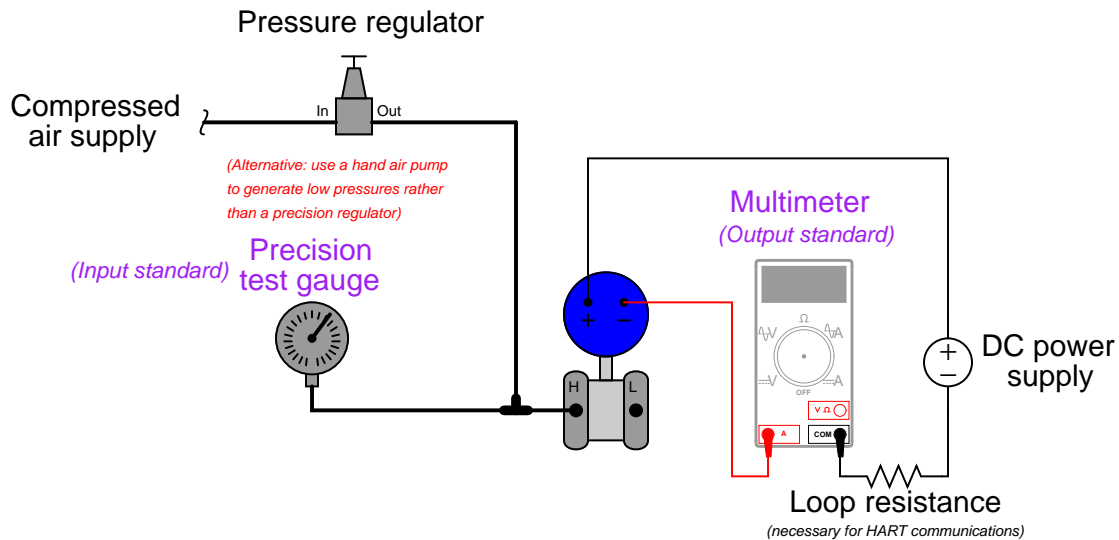 Pressure regulator
Compressed
air supply
In
Out
(Alternative: use a hand air pump
to generate low pressures rather
than a precision regulator)
Multimeter
(Output standard)
(Input standard)
Precision
test gauge
+
−
H
L
Ω
V
A
V
A
OFF
V Ω
A
COM
+
−
DC power
supply
Loop resistance
(necessary for HART communications)